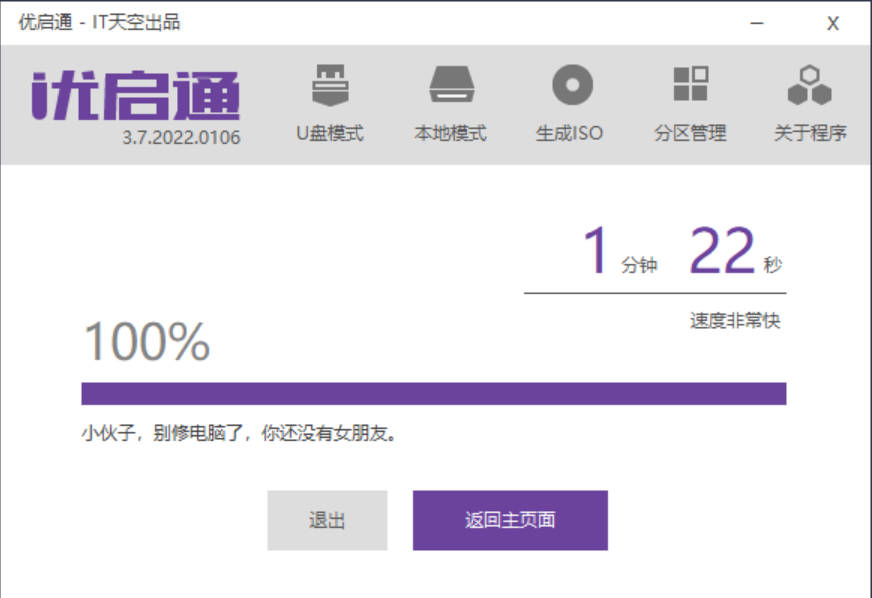 优启通 - IT天空出品
— X
优启通
3.7.2022.0106
U盘模式 本地模式 生成ISO 分区管理 关于程序
1 分钟 22 秒
速度非常快
100%
小伙子，别修电脑了，你还没有女朋友。
退出 返回主页面